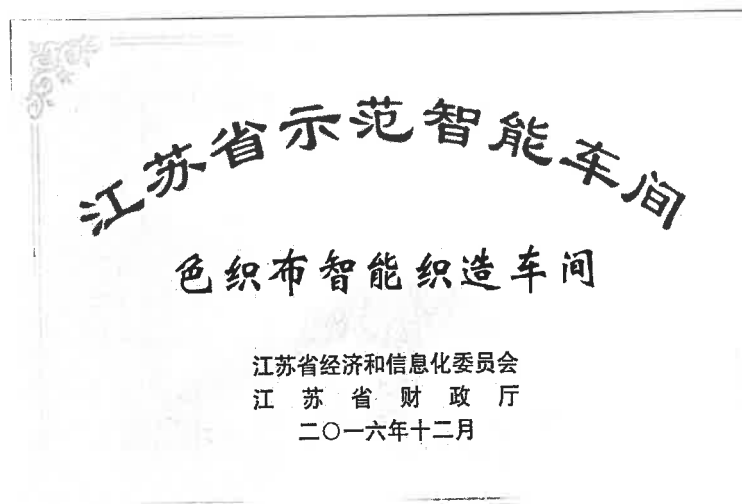 江苏省示范智能车间
色织布智能织造车间
江苏省经济和信息化委员会
江苏省财政厅
二〇一六年十二月